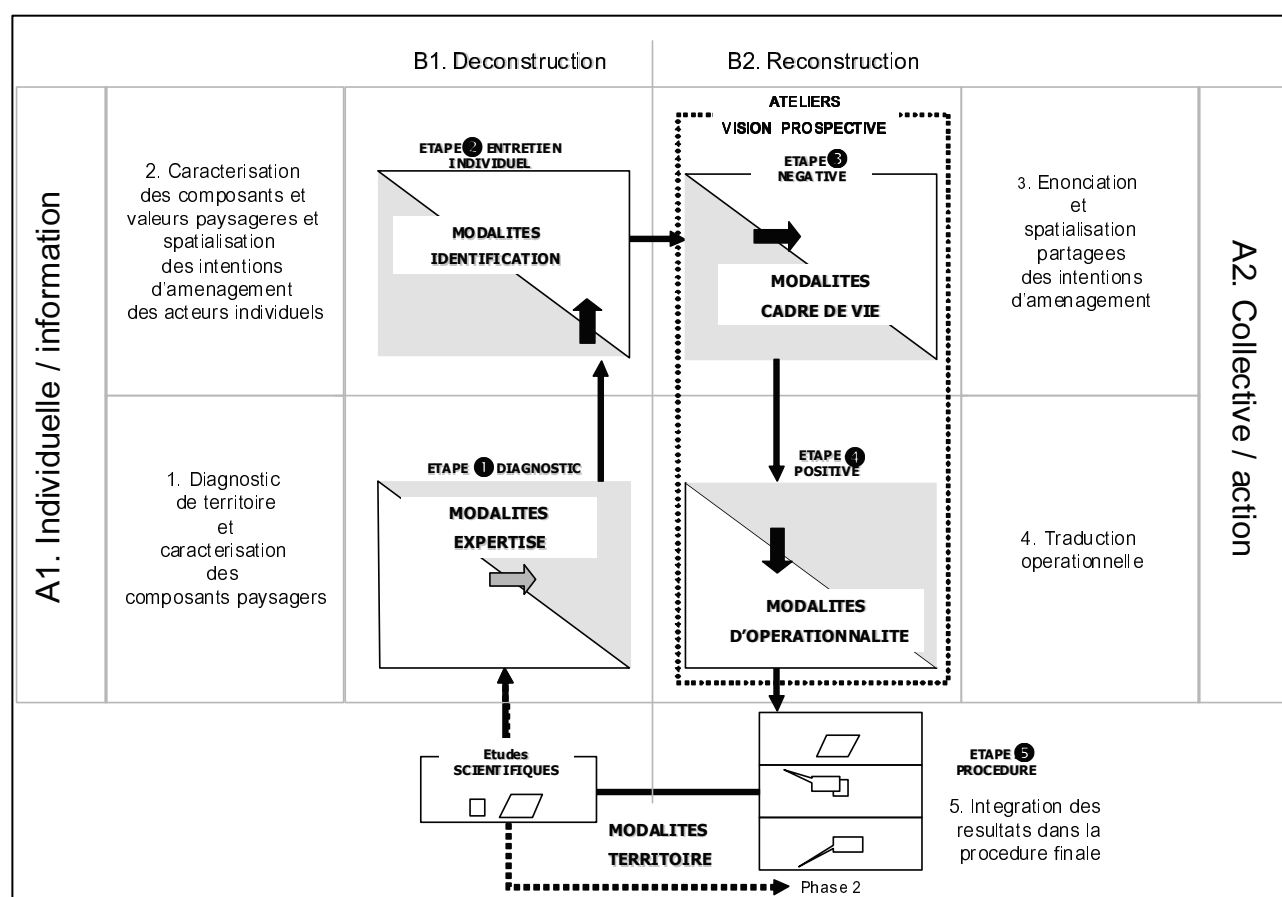 B1. Deconstruction
B2. Reconstruction
A1. Individuelle / information
2. Caracterisation
des composants et
valeurs paysageres et
spatialisation
des intentions
d'amenagement
des acteurs individuels
ETAPE 2 ENTRETIEN
INDIVIDUEL
MODALITES
IDENTIFICATION
ATELIERS
VISION PROSPECTIVE
ETAPE 3
NEGATIVE
MODALITES
CADRE DE VIE
3. Enonciation
et
spatialisation
partagees
des intentions
d'amenagement
A2. Collective / action
1. Diagnostic
de territoire
et
caracterisation
des
composants paysagers
ETAPE 1 DIAGNOSTIC
MODALITES
EXPERTISE
ETAPE 4
POSITIVE
MODALITES
D'OPERATIONNALITE
4. Traduction
operationnelle
Etudes
SCIENTIFIQUES
MODALITES
TERRITOIRE
ETAPE 5
PROCEDURE
5. Integration des
resultats dans la
procedure finale
Phase 2